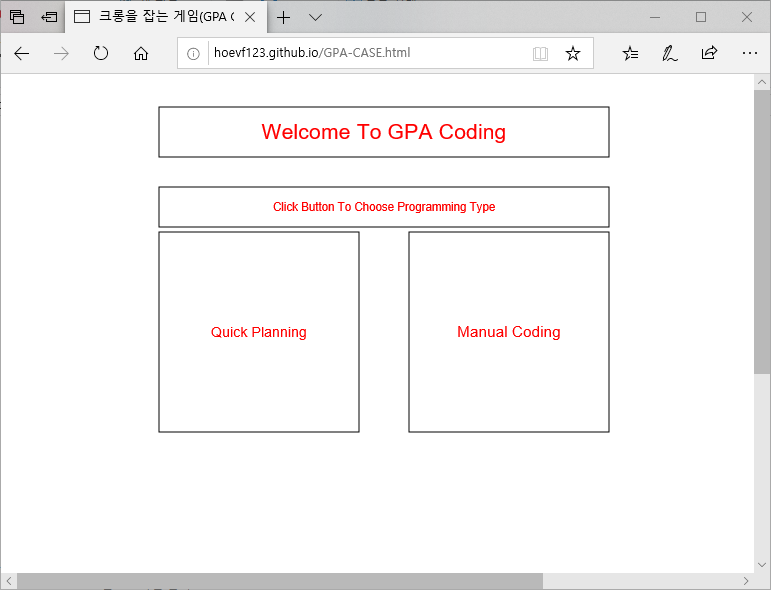 크롱을 잡는 게임(GPA C
hoevf123.github.io/GPA-CASE.html
Welcome To GPA Coding
Click Button To Choose Programming Type
Quick Planning
Manual Coding